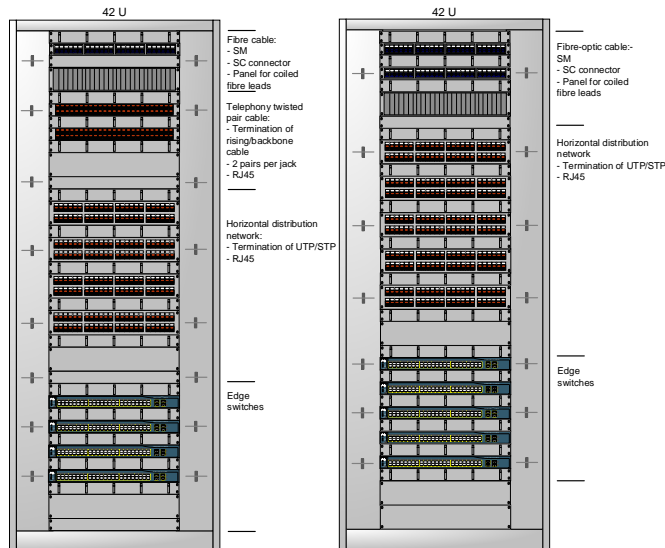 42 U
Fibre cable:
- SM
- SC connector
- Panel for coiled
fibre leads
Telephony twisted
pair cable:
- Termination of
rising/backbone
cable
- 2 pairs per jack
- RJ45
Horizontal distribution
network:
- Termination of UTP/STP
- RJ45
Edge
switches
42 U
Fibre-optic cable:-
SM
- SC connector
- Panel for coiled
fibre leads
Horizontal distribution
network
- Termination of UTP/STP
- RJ45
Edge
switches